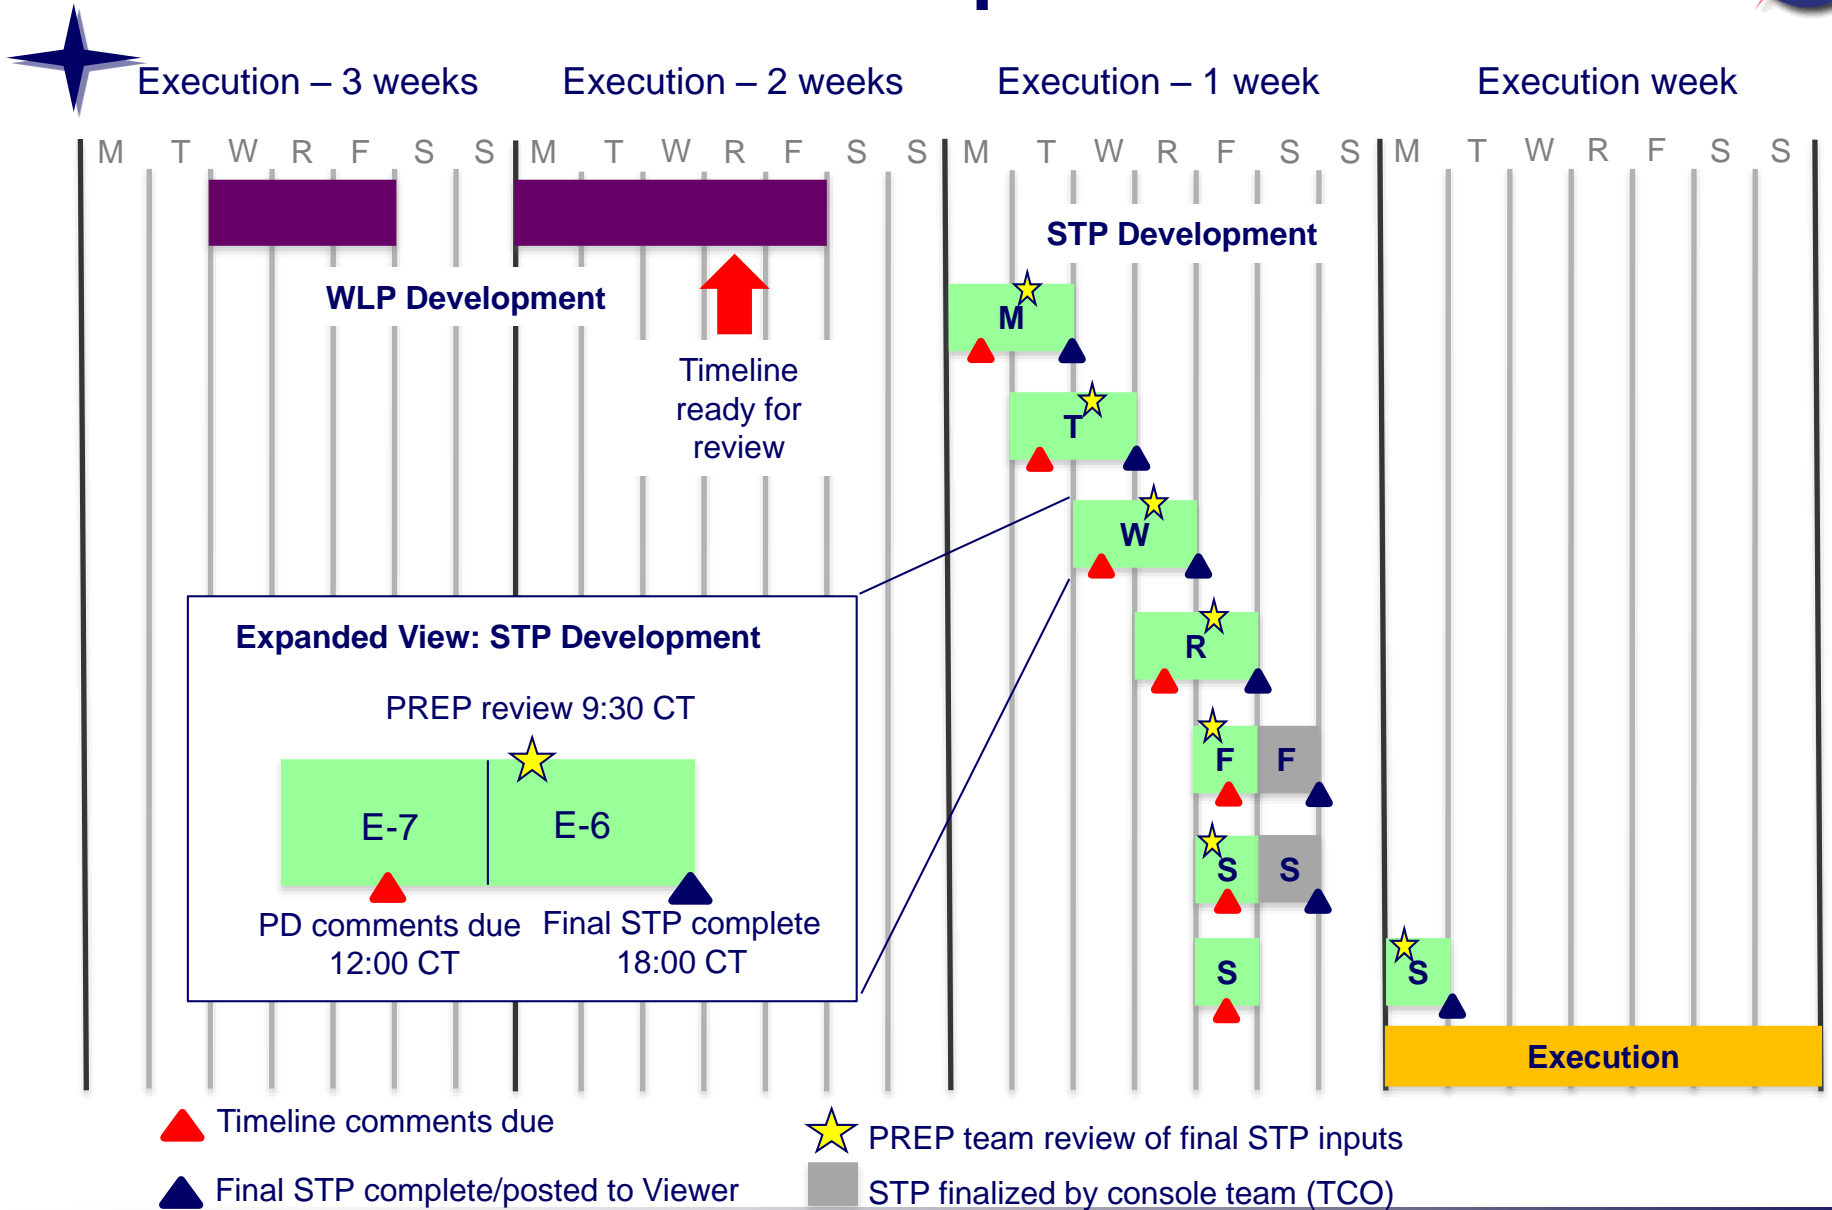 Execution – 3 weeks
Execution – 2 weeks
Execution – 1 week
Execution week
M T W R F S S M T W R F S S M T W R F S S M T W R F S S
STP Development
WLP Development
M
Timeline
ready for
review
T
W
Expanded View: STP Development
R
PREP review 9:30 CT
F F
E-7 E-6
S S
PD comments due
12:00 CT
Final STP complete
18:00 CT
S S
Execution
Timeline comments due
PREP team review of final STP inputs
Final STP complete/posted to Viewer
STP finalized by console team (TCO)